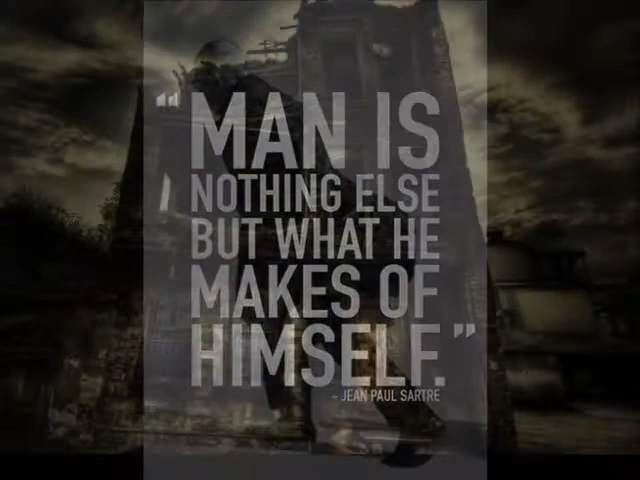 “MAN IS
NOTHING ELSE
BUT WHAT HE
MAKES OF
HIMSELF.”
- JEAN PAUL SARTRE